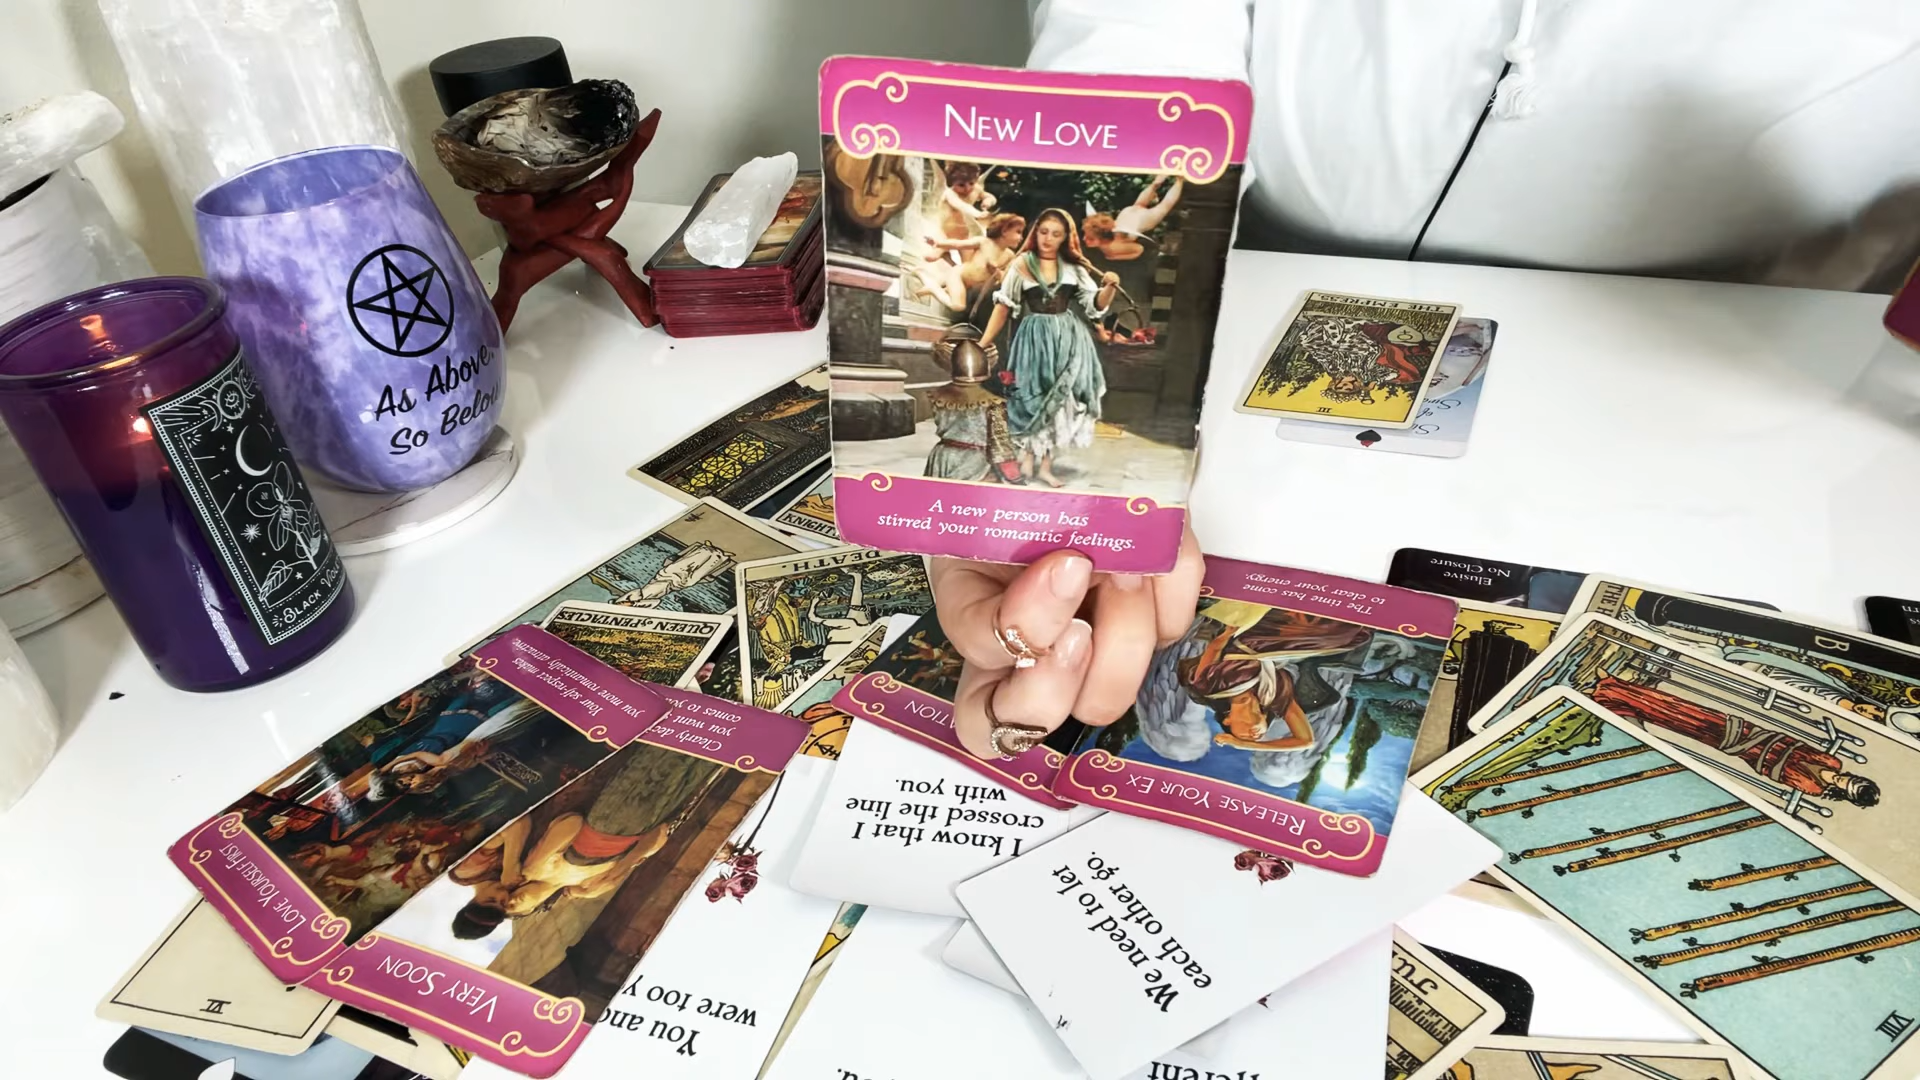 NEW LOVE
A new person has
stirred your romantic feelings.
As Above,
So Below
BLACK
THE EMPRESS
III
KNIGHT
DEATH.
QUEEN of PENTACLES
Elusive
No Closure
The time has come
to clear your energy.
RELEASE YOUR EX
Your self-respect makes
you more romantically attractive.
LOVE YOURSELF FIRST
Clearly
you want
comes to
VERY SOON
I know that I
crossed the line
with you.
We need to let
each other go.
You
were too
B
VIII
VI